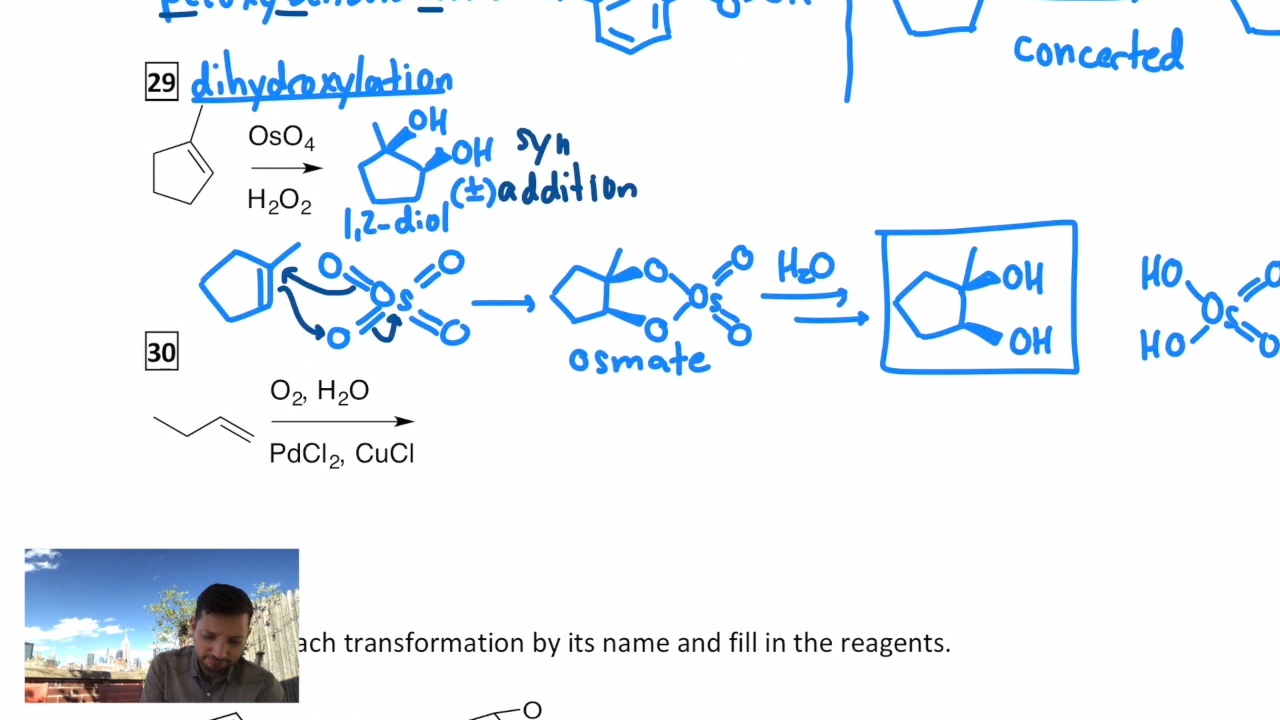 concerted
29 dihydroxylation
OsO4
H2O2
OH
OH
syn
(±) addition
1,2-diol
O O
Os
O O
O O
Os
O O
osmate
H2O
OH
OH
HO O
Os
HO O
30
O2, H2O
PdCl2, CuCl
ach transformation by its name and fill in the reagents.
O